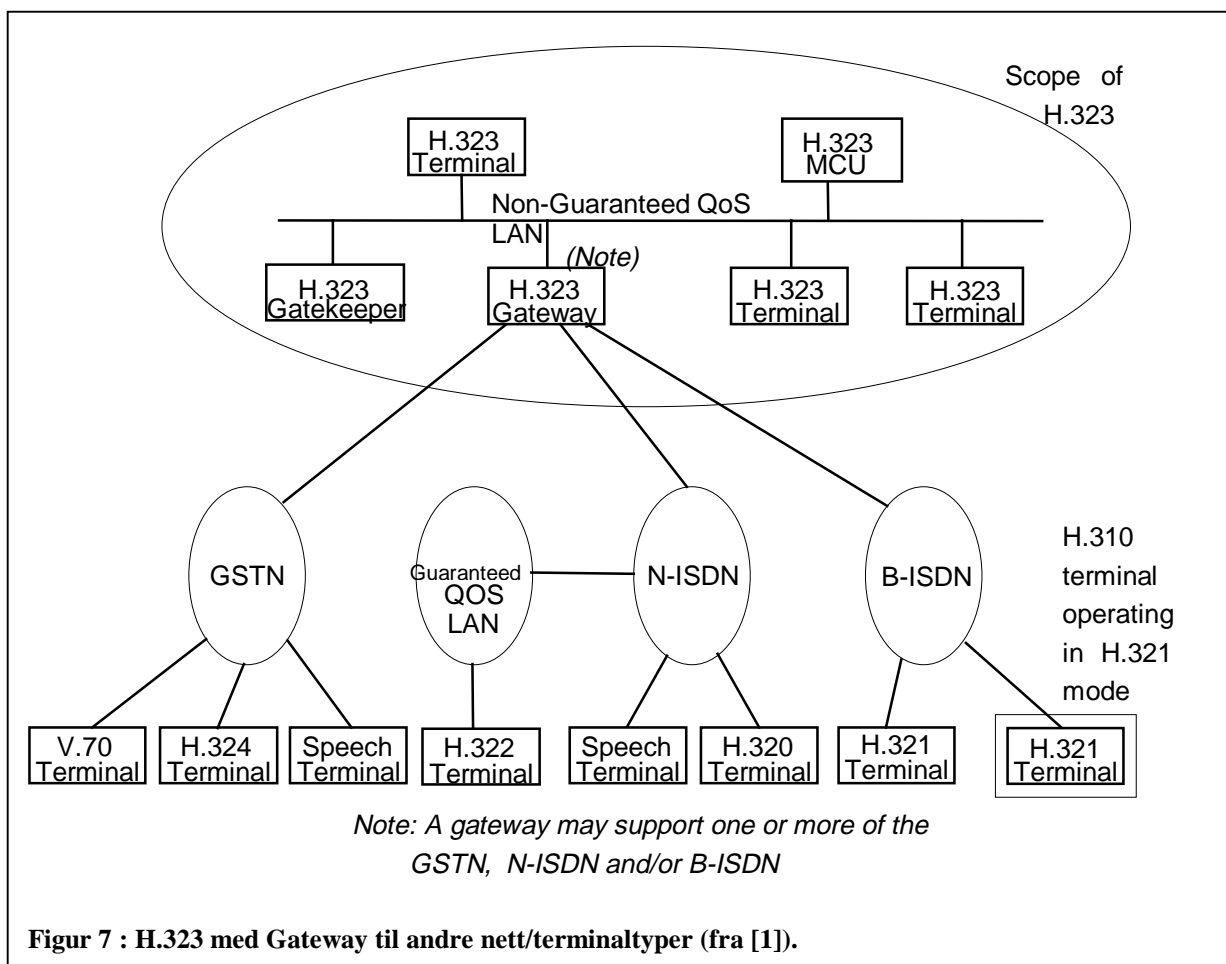 Scope of
H.323
H.323
Terminal
H.323
MCU
Non-Guaranteed QoS
LAN
(Note)
H.323
Gatekeeper
H.323
Gateway
H.323
Terminal
H.323
Terminal
GSTN
Guaranteed
QOS
LAN
N-ISDN
B-ISDN
H.310
terminal
operating
in H.321
mode
V.70
Terminal
H.324
Terminal
Speech
Terminal
H.322
Terminal
Speech
Terminal
H.320
Terminal
H.321
Terminal
H.321
Terminal
Note: A gateway may support one or more of the
GSTN, N-ISDN and/or B-ISDN
Figur 7 : H.323 med Gateway til andre nett/terminaltyper (fra [1]).